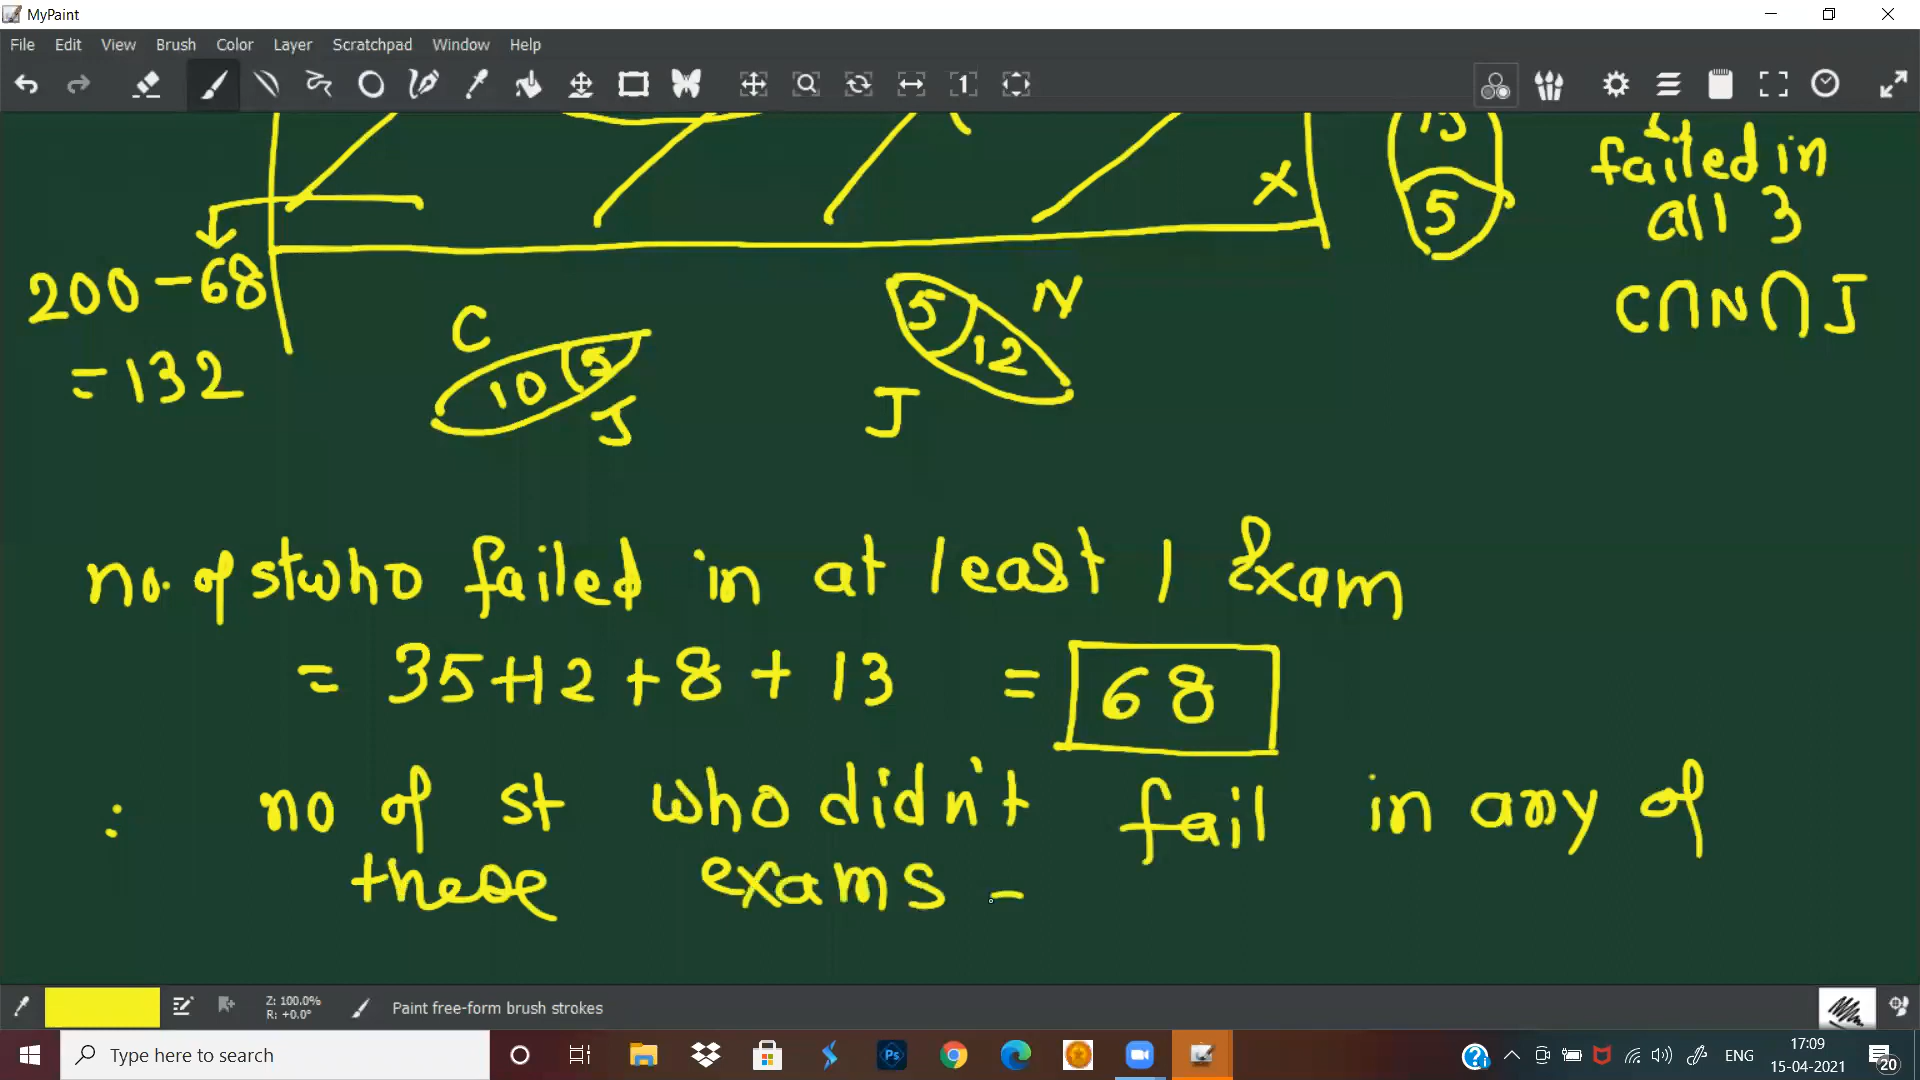 MyPaint
File Edit View Brush Color Layer Scratchpad Window Help
13
5
failed in
all 3
C∩N∩J
x
200-68
=132
C
10 5
J
5 12
N
J
no. of st who failed in at least 1 Exam
= 35+12+8+13 = 68
∴ no of st who didn't fail in any of
these exams -
Z: 100.0%
R: +0.0°
Paint free-form brush strokes
Type here to search
Ps
ENG
17:09
15-04-2021
20